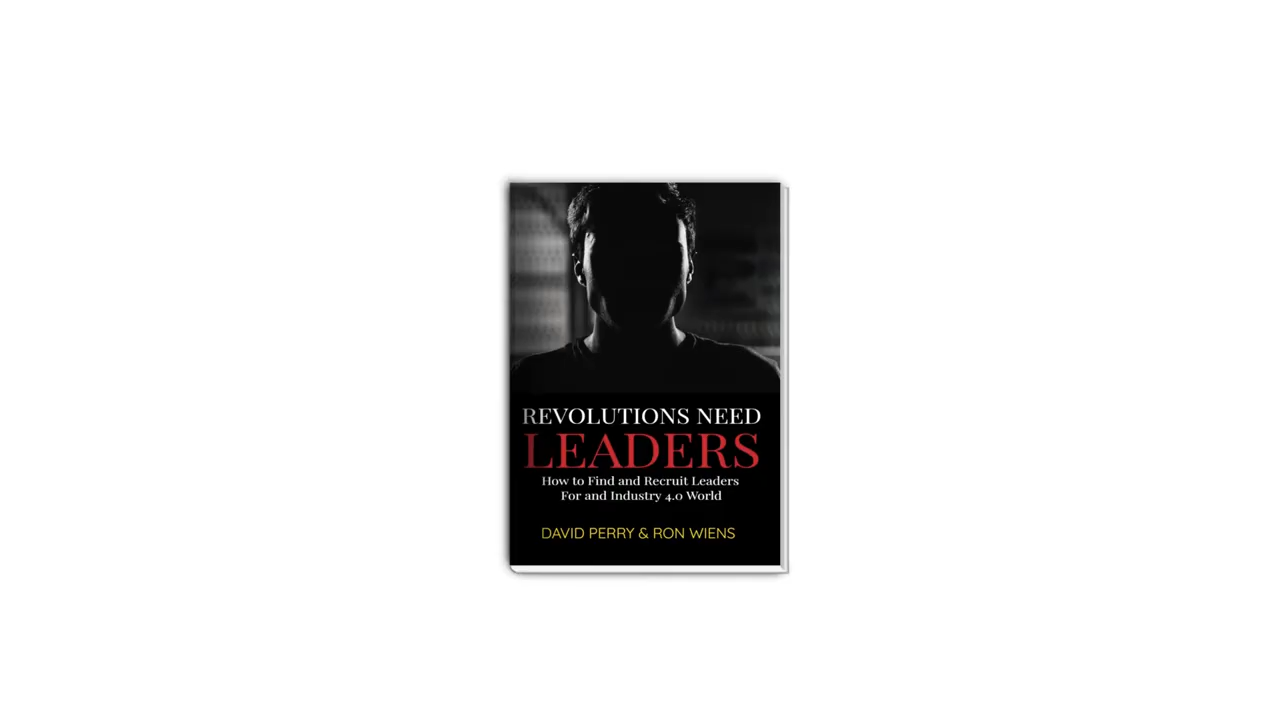 REVOLUTIONS NEED
LEADERS
How to Find and Recruit Leaders
For and Industry 4.0 World
DAVID PERRY & RON WIENS